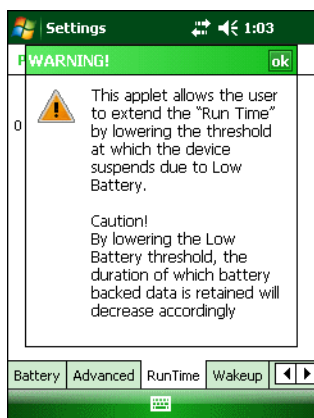 Settings 1:03
WARNING! ok
0
This applet allows the user
to extend the "Run Time"
by lowering the threshold
at which the device
suspends due to Low
Battery.
Caution!
By lowering the Low
Battery threshold, the
duration of which battery
backed data is retained will
decrease accordingly
Battery Advanced RunTime Wakeup